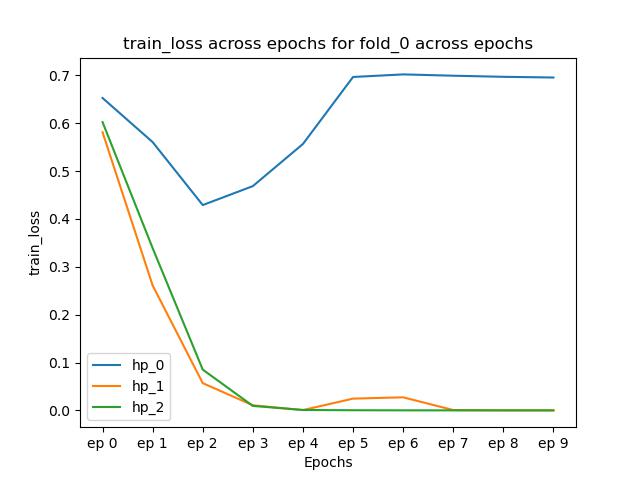 train_loss across epochs for fold_0 across epochs
0.7
0.6
0.5
0.4
0.3
0.2
0.1
0.0
train_loss
hp_0
hp_1
hp_2
ep 0 ep 1 ep 2 ep 3 ep 4 ep 5 ep 6 ep 7 ep 8 ep 9
Epochs